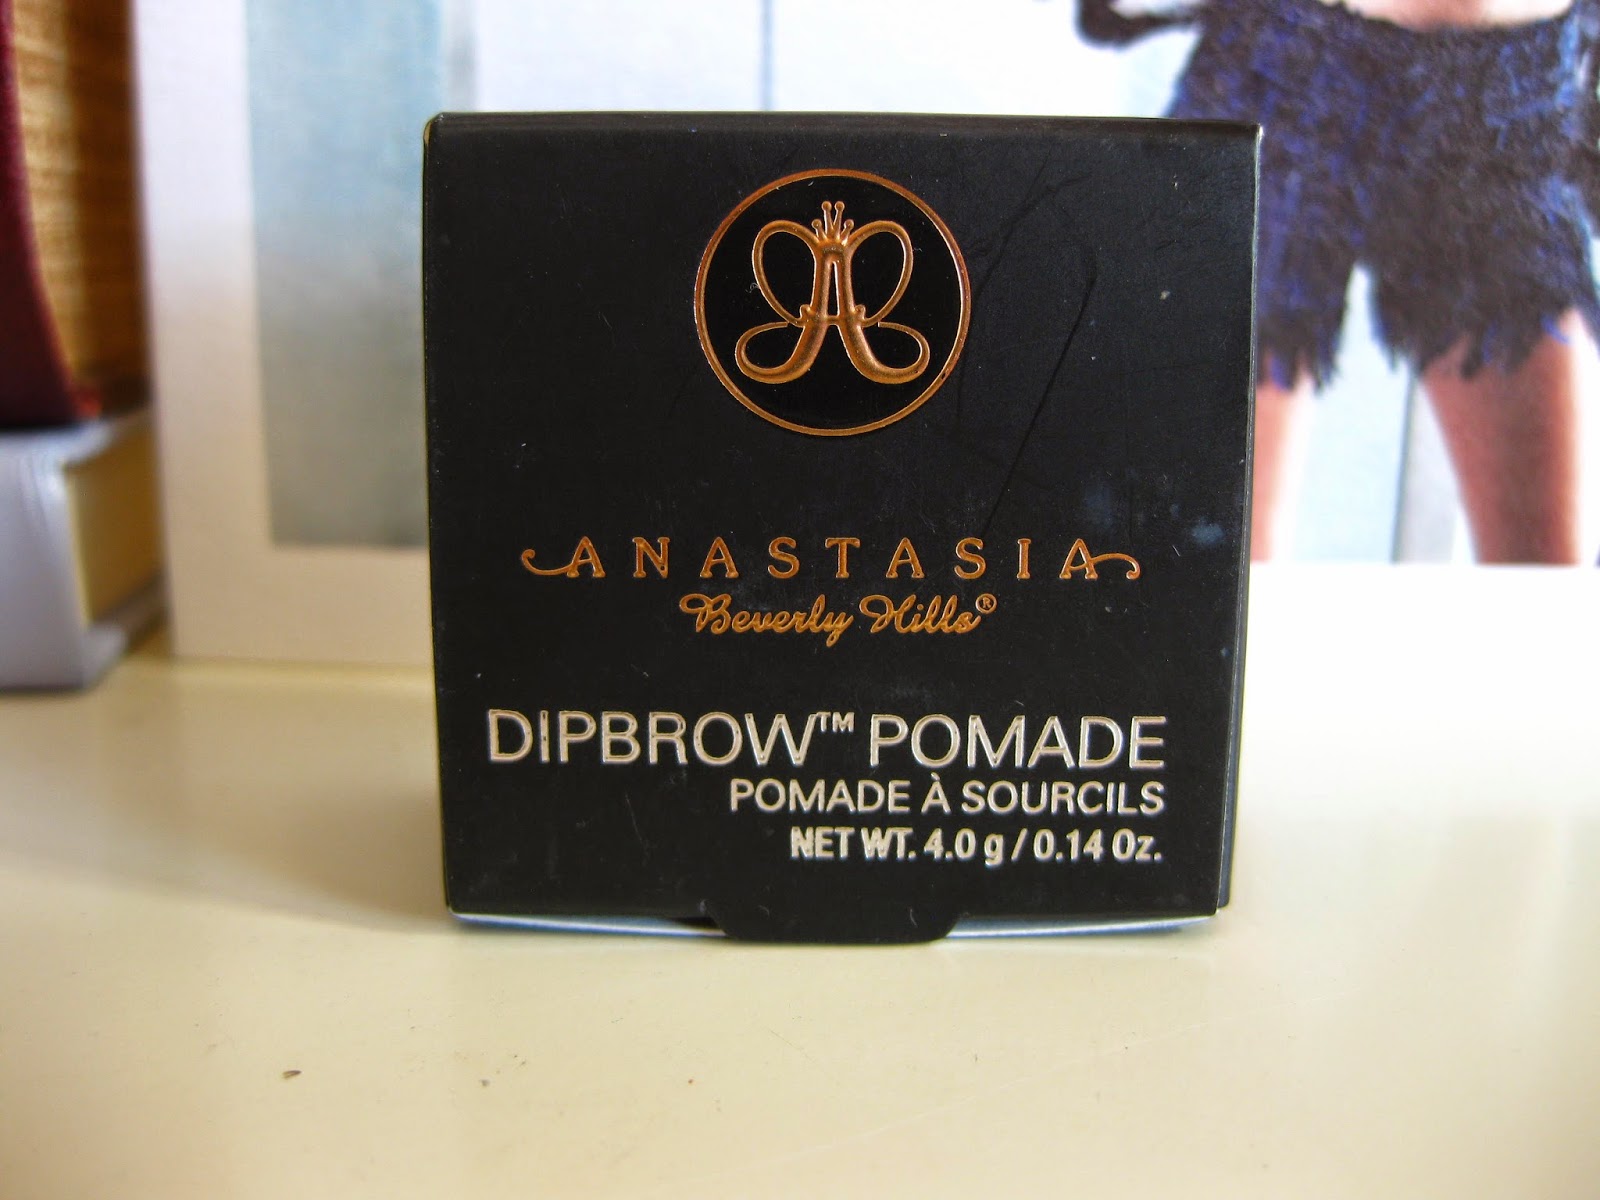 ANASTASIA
Beverly Hills®
DIPBROW™ POMADE
POMADE À SOURCILS
NET WT. 4.0 g / 0.14 Oz.